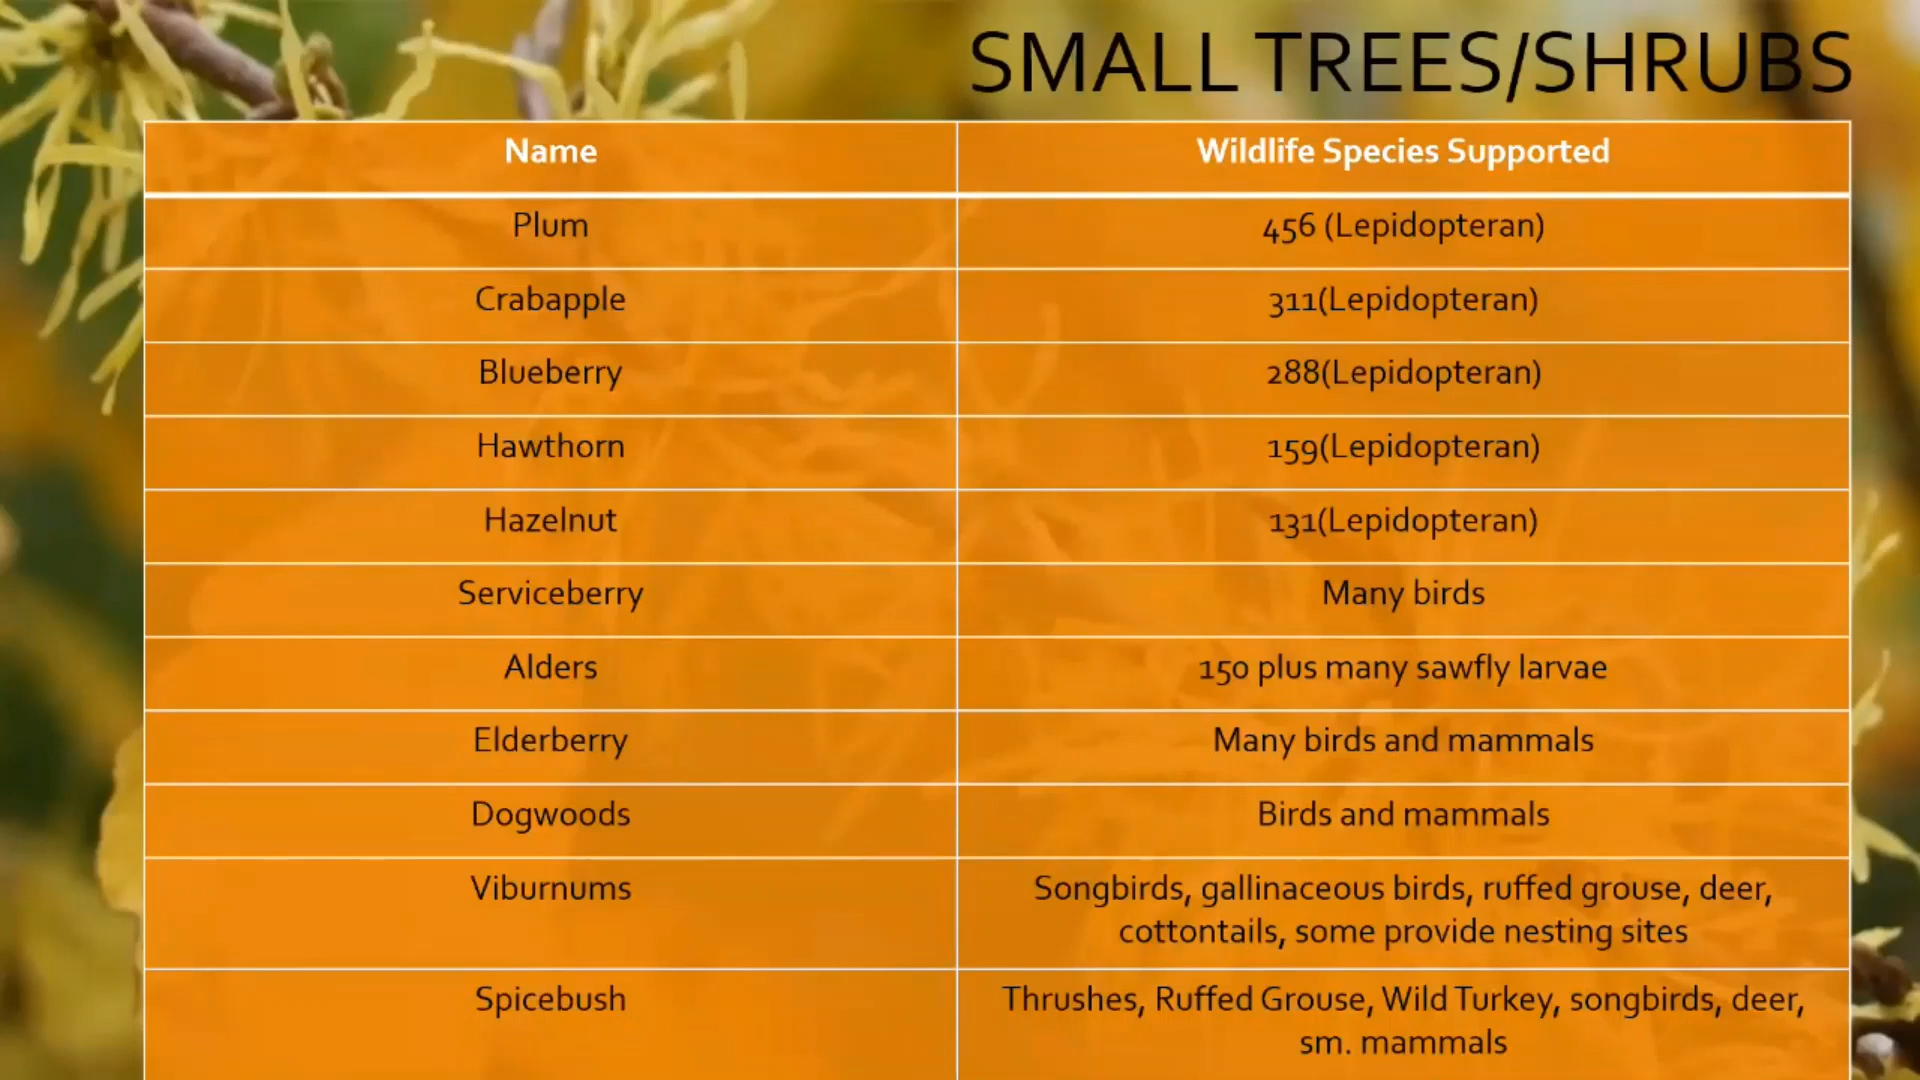 SMALL TREES/SHRUBS
Name Wildlife Species Supported
Plum 456 (Lepidopteran)
Crabapple 311(Lepidopteran)
Blueberry 288(Lepidopteran)
Hawthorn 159(Lepidopteran)
Hazelnut 131(Lepidopteran)
Serviceberry Many birds
Alders 150 plus many sawfly larvae
Elderberry Many birds and mammals
Dogwoods Birds and mammals
Viburnums Songbirds, gallinaceous birds, ruffed grouse, deer,
cottontails, some provide nesting sites
Spicebush Thrushes, Ruffed Grouse, Wild Turkey, songbirds, deer,
sm. mammals